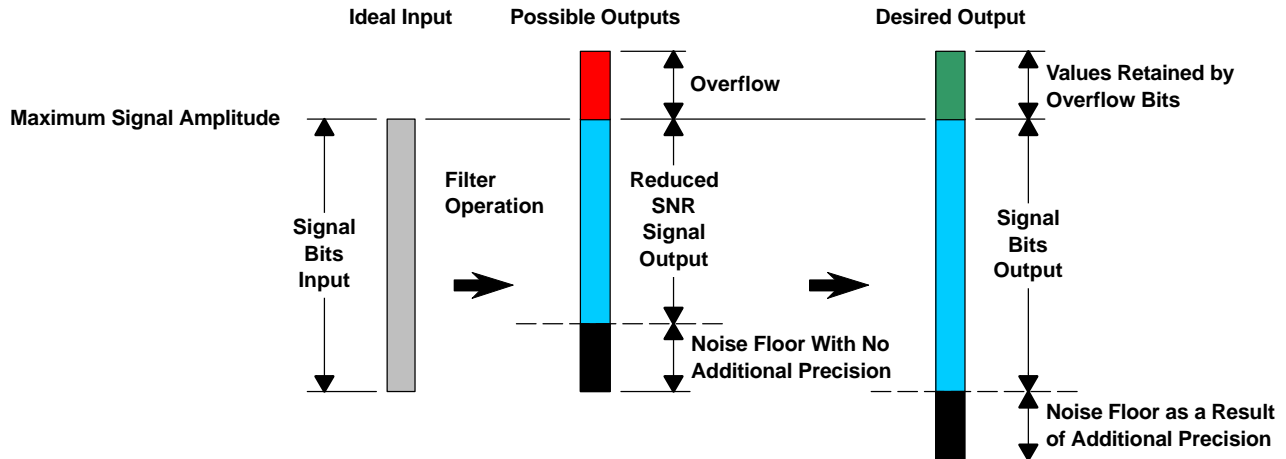 Ideal Input
Possible Outputs
Desired Output
Overflow
Values Retained by
Overflow Bits
Maximum Signal Amplitude
Filter
Operation
Signal
Bits
Input
Reduced
SNR
Signal
Output
Signal
Bits
Output
Noise Floor With No
Additional Precision
Noise Floor as a Result
of Additional Precision